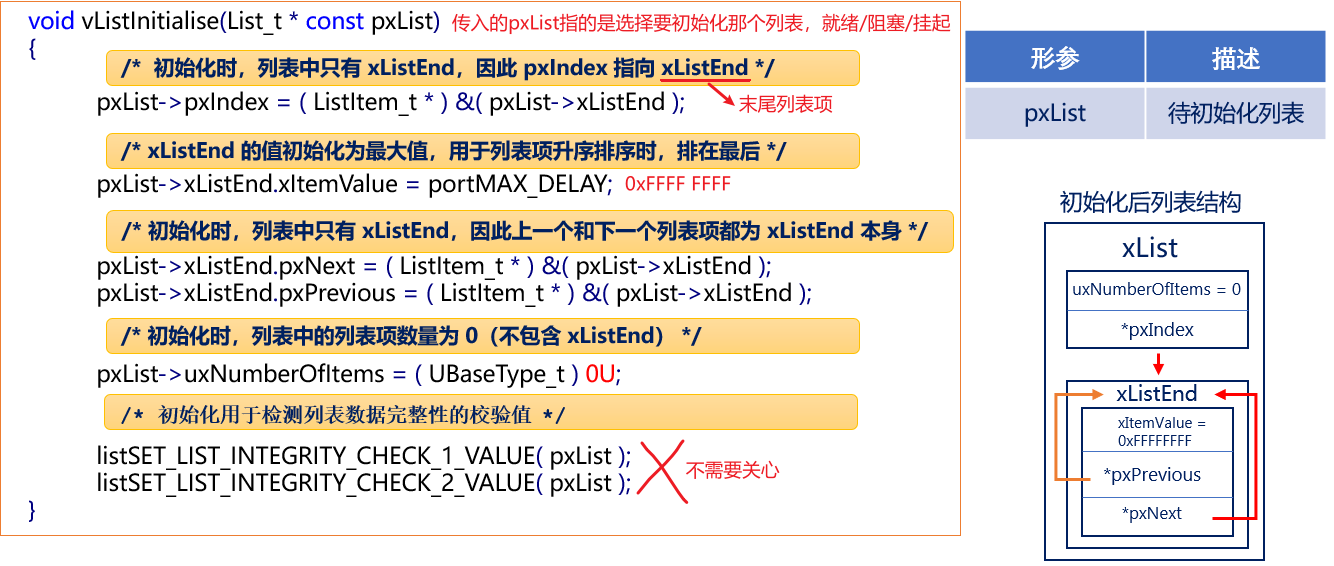 void vListInitialise(List_t * const pxList) 传入的pxList指的是选择要初始化那个列表，就绪/阻塞/挂起
{
/* 初始化时，列表中只有 xListEnd，因此 pxIndex 指向 xListEnd */
pxList->pxIndex = ( ListItem_t * ) &( pxList->xListEnd );
末尾列表项
/* xListEnd 的值初始化为最大值，用于列表项升序排序时，排在最后 */
pxList->xListEnd.xItemValue = portMAX_DELAY; 0xFFFF FFFF
/* 初始化时，列表中只有 xListEnd，因此上一个和下一个列表项都为 xListEnd 本身 */
pxList->xListEnd.pxNext = ( ListItem_t * ) &( pxList->xListEnd );
pxList->xListEnd.pxPrevious = ( ListItem_t * ) &( pxList->xListEnd );
/* 初始化时，列表中的列表项数量为 0（不包含 xListEnd） */
pxList->uxNumberOfItems = ( UBaseType_t ) 0U;
/* 初始化用于检测列表数据完整性的校验值 */
listSET_LIST_INTEGRITY_CHECK_1_VALUE( pxList );
listSET_LIST_INTEGRITY_CHECK_2_VALUE( pxList );
不需要关心
}
形参 描述
pxList 待初始化列表
初始化后列表结构
xList
uxNumberOfItems = 0
*pxIndex
xListEnd
xItemValue =
0xFFFFFFFF
*pxPrevious
*pxNext